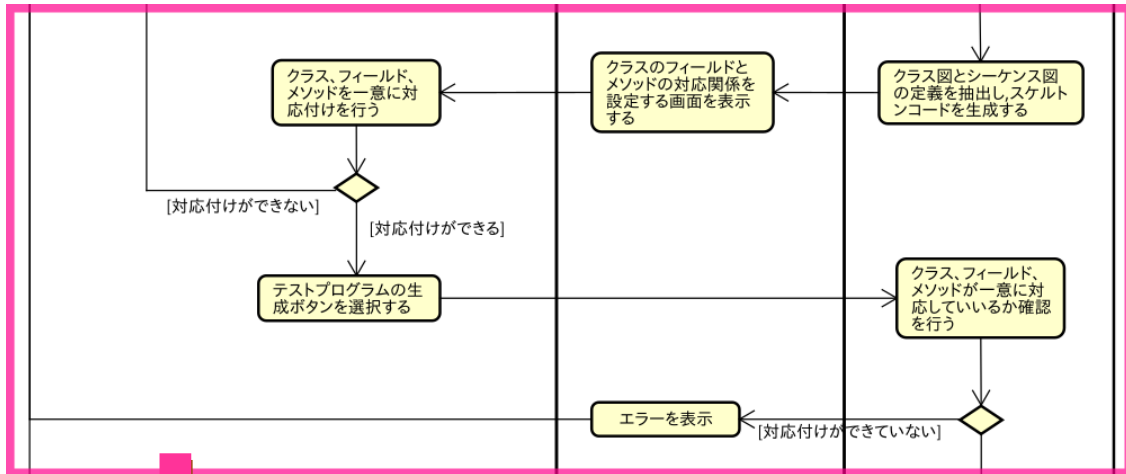 クラス、フィールド、
メソッドを一意に対
応付けを行う
クラスのフィールドと
メソッドの対応関係を
設定する画面を表示
する
クラス図とシーケンス図
の定義を抽出し,スケルト
ンコードを生成する
[対応付けができない]
[対応付けができる]
テストプログラムの生
成ボタンを選択する
クラス、フィールド、
メソッドが一意に対
応していいるか確認
を行う
エラーを表示
[対応付けができていない]